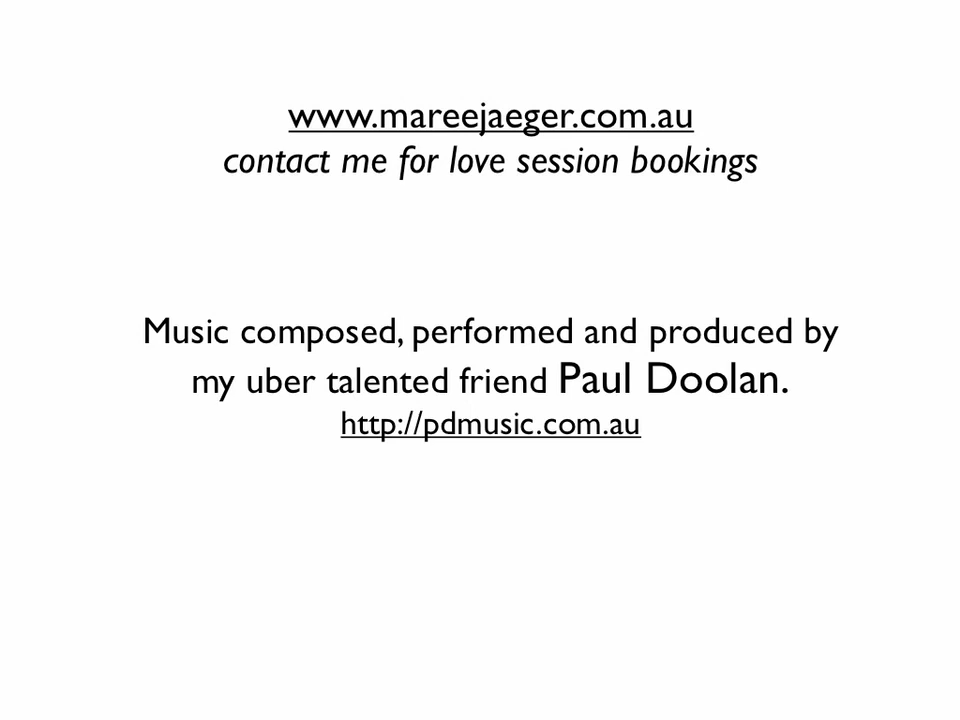 www.mareejaeger.com.au
contact me for love session bookings
Music composed, performed and produced by
my uber talented friend Paul Doolan.
http://pdmusic.com.au